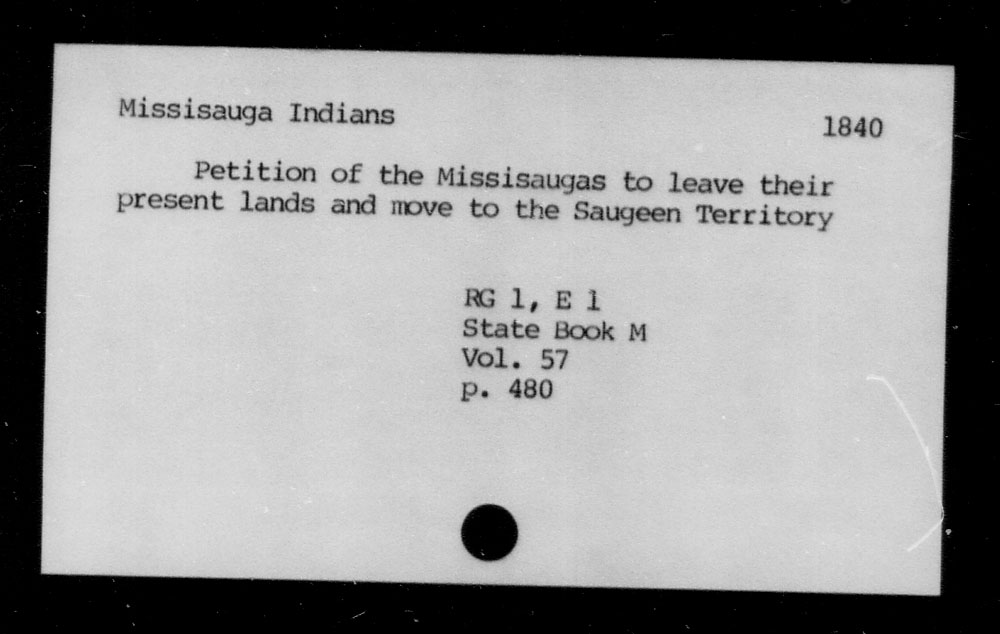 Missisauga Indians
1840
Petition of the Missisaugas to leave their
present lands and move to the Saugeen Territory
RG 1, E 1
State Book M
Vol. 57
p. 480